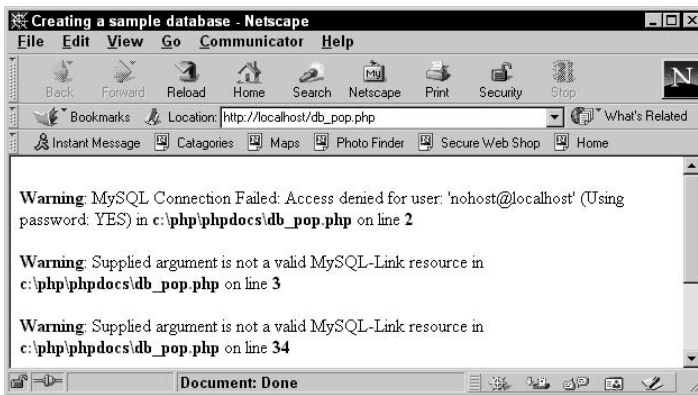 Creating a sample database - Netscape
File Edit View Go Communicator Help
Back Forward Reload Home Search Netscape Print Security Stop
My
N
Bookmarks Location: http://localhost/db_pop.php What's Related
Instant Message Catagories Maps Photo Finder Secure Web Shop Home
Warning: MySQL Connection Failed: Access denied for user: 'nohost@localhost' (Using
password: YES) in c:\php\phpdocs\db_pop.php on line 2
Warning: Supplied argument is not a valid MySQL-Link resource in
c:\php\phpdocs\db_pop.php on line 3
Warning: Supplied argument is not a valid MySQL-Link resource in
c:\php\phpdocs\db_pop.php on line 34
Document: Done